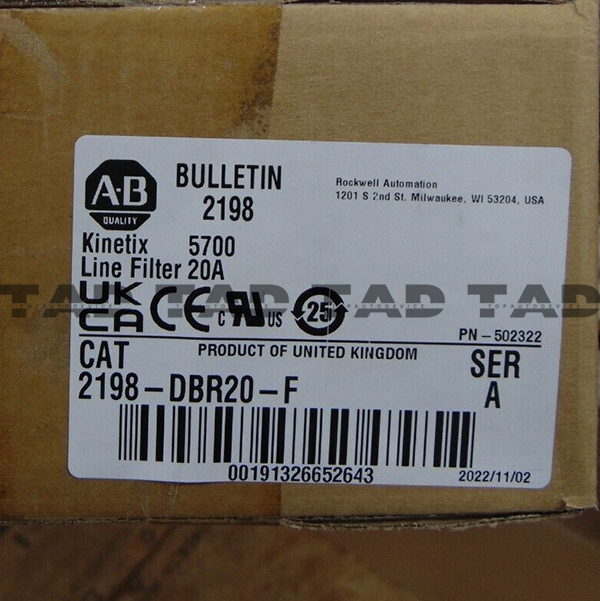 A-B
QUALITY
BULLETIN
2198
Rockwell Automation
1201 S 2nd St. Milwaukee, WI 53204, USA
Kinetix 5700
Line Filter 20A
TAD TAD TAD TAD
TOPAUTODEVICE
UK
CA CE C US 25
PN - 502322
CAT
PRODUCT OF UNITED KINGDOM
SER
2198-DBR20-F
A
00191326652643
2022/11/02